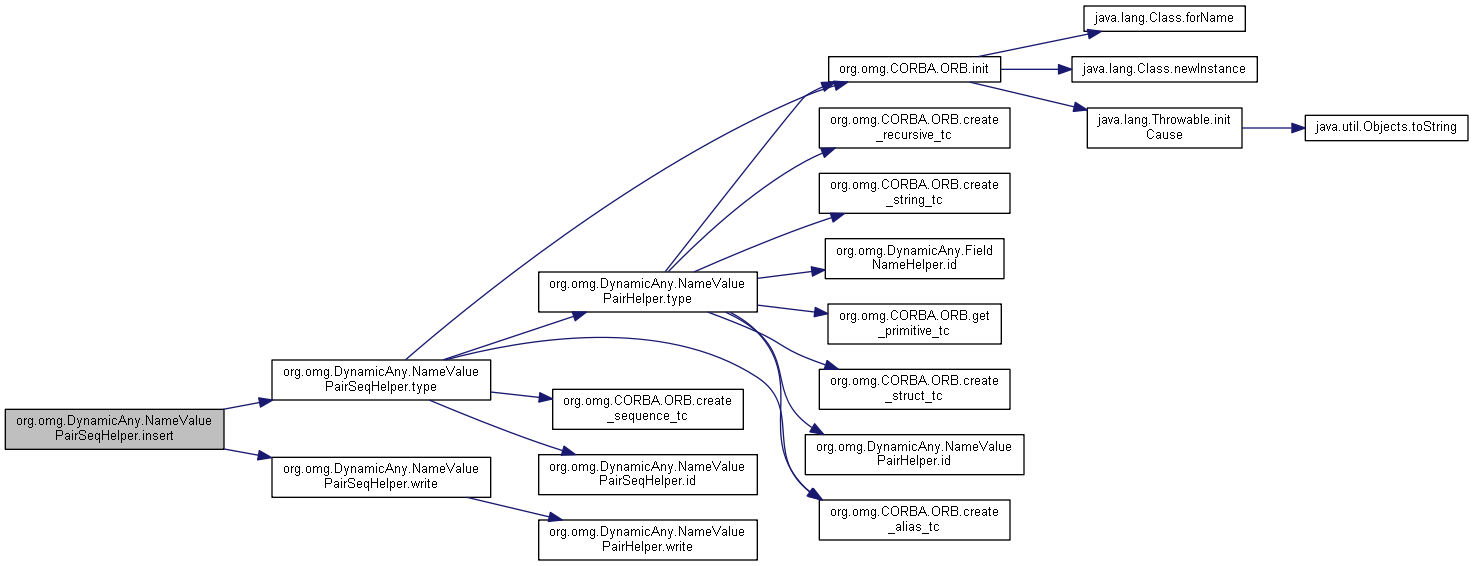 java.lang.Class.forName
org.omg.CORBA.ORB.init
java.lang.Class.newInstance
org.omg.CORBA.ORB.create
_recursive_tc
java.lang.Throwable.init
Cause
java.util.Objects.toString
org.omg.CORBA.ORB.create
_string_tc
org.omg.DynamicAny.Field
NameHelper.id
org.omg.DynamicAny.NameValue
PairHelper.type
org.omg.CORBA.ORB.get
_primitive_tc
org.omg.DynamicAny.NameValue
PairSeqHelper.type
org.omg.CORBA.ORB.create
_struct_tc
org.omg.CORBA.ORB.create
_sequence_tc
org.omg.DynamicAny.NameValue
PairSeqHelper.insert
org.omg.DynamicAny.NameValue
PairHelper.id
org.omg.DynamicAny.NameValue
PairSeqHelper.write
org.omg.DynamicAny.NameValue
PairSeqHelper.id
org.omg.CORBA.ORB.create
_alias_tc
org.omg.DynamicAny.NameValue
PairHelper.write